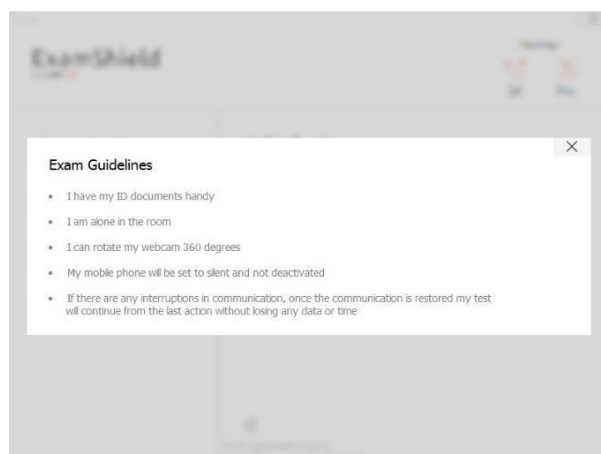 ExamShield
Exam Guidelines
• I have my ID documents handy
• I am alone in the room
• I can rotate my webcam 360 degrees
• My mobile phone will be set to silent and not deactivated
• If there are any interruptions in communication, once the communication is restored my test
will continue from the last action without losing any data or time